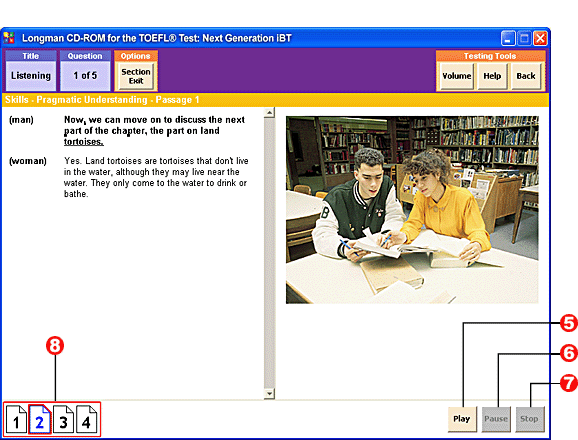 Longman CD-ROM for the TOEFL® Test: Next Generation iBT
Title Question Options Testing Tools
Listening 1 of 5 Section Exit Volume Help Back
Skills - Pragmatic Understanding - Passage 1
(man) Now, we can move on to discuss the next
part of the chapter, the part on land
tortoises.
(woman) Yes. Land tortoises are tortoises that don't live
in the water, although they may live near the
water. They only come to the water to drink or
bathe.
B
5
6
8
7
1 2 3 4
Play Pause Stop